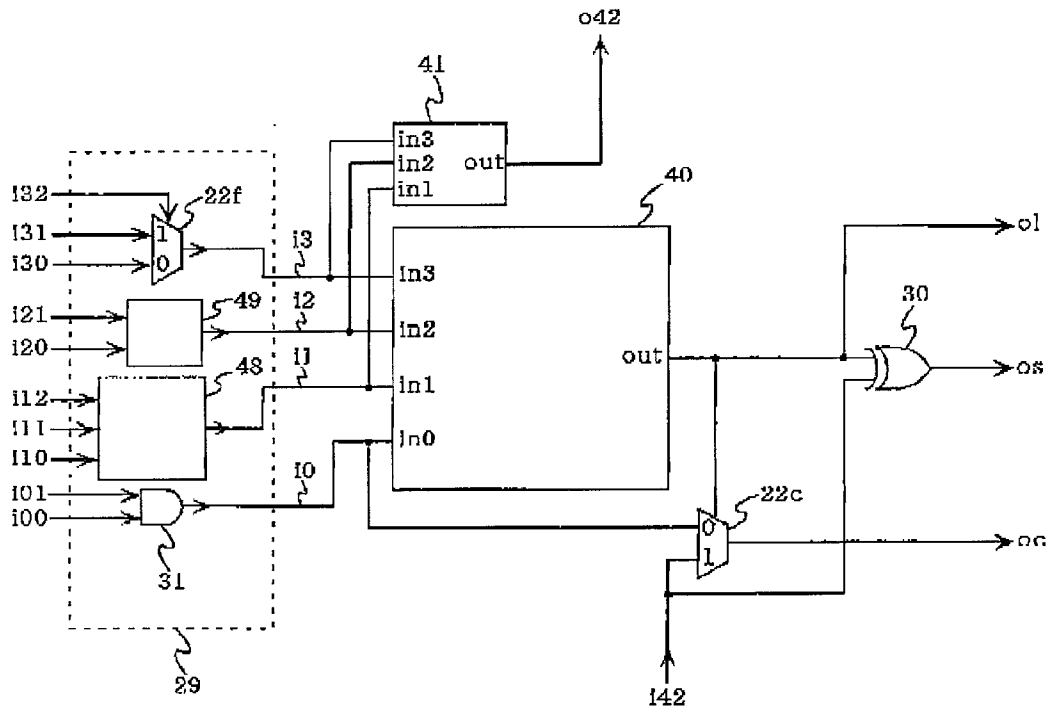 o42
41
in3
in2
in1
out
40
i32
22f
i31
1
i30
0
i3
in3
ol
i21
49
i2
30
i20
in2
out
48
i1
os
i12
in1
i11
i10
in0
i01
i0
i00
22c
0
1
oc
31
29
i42